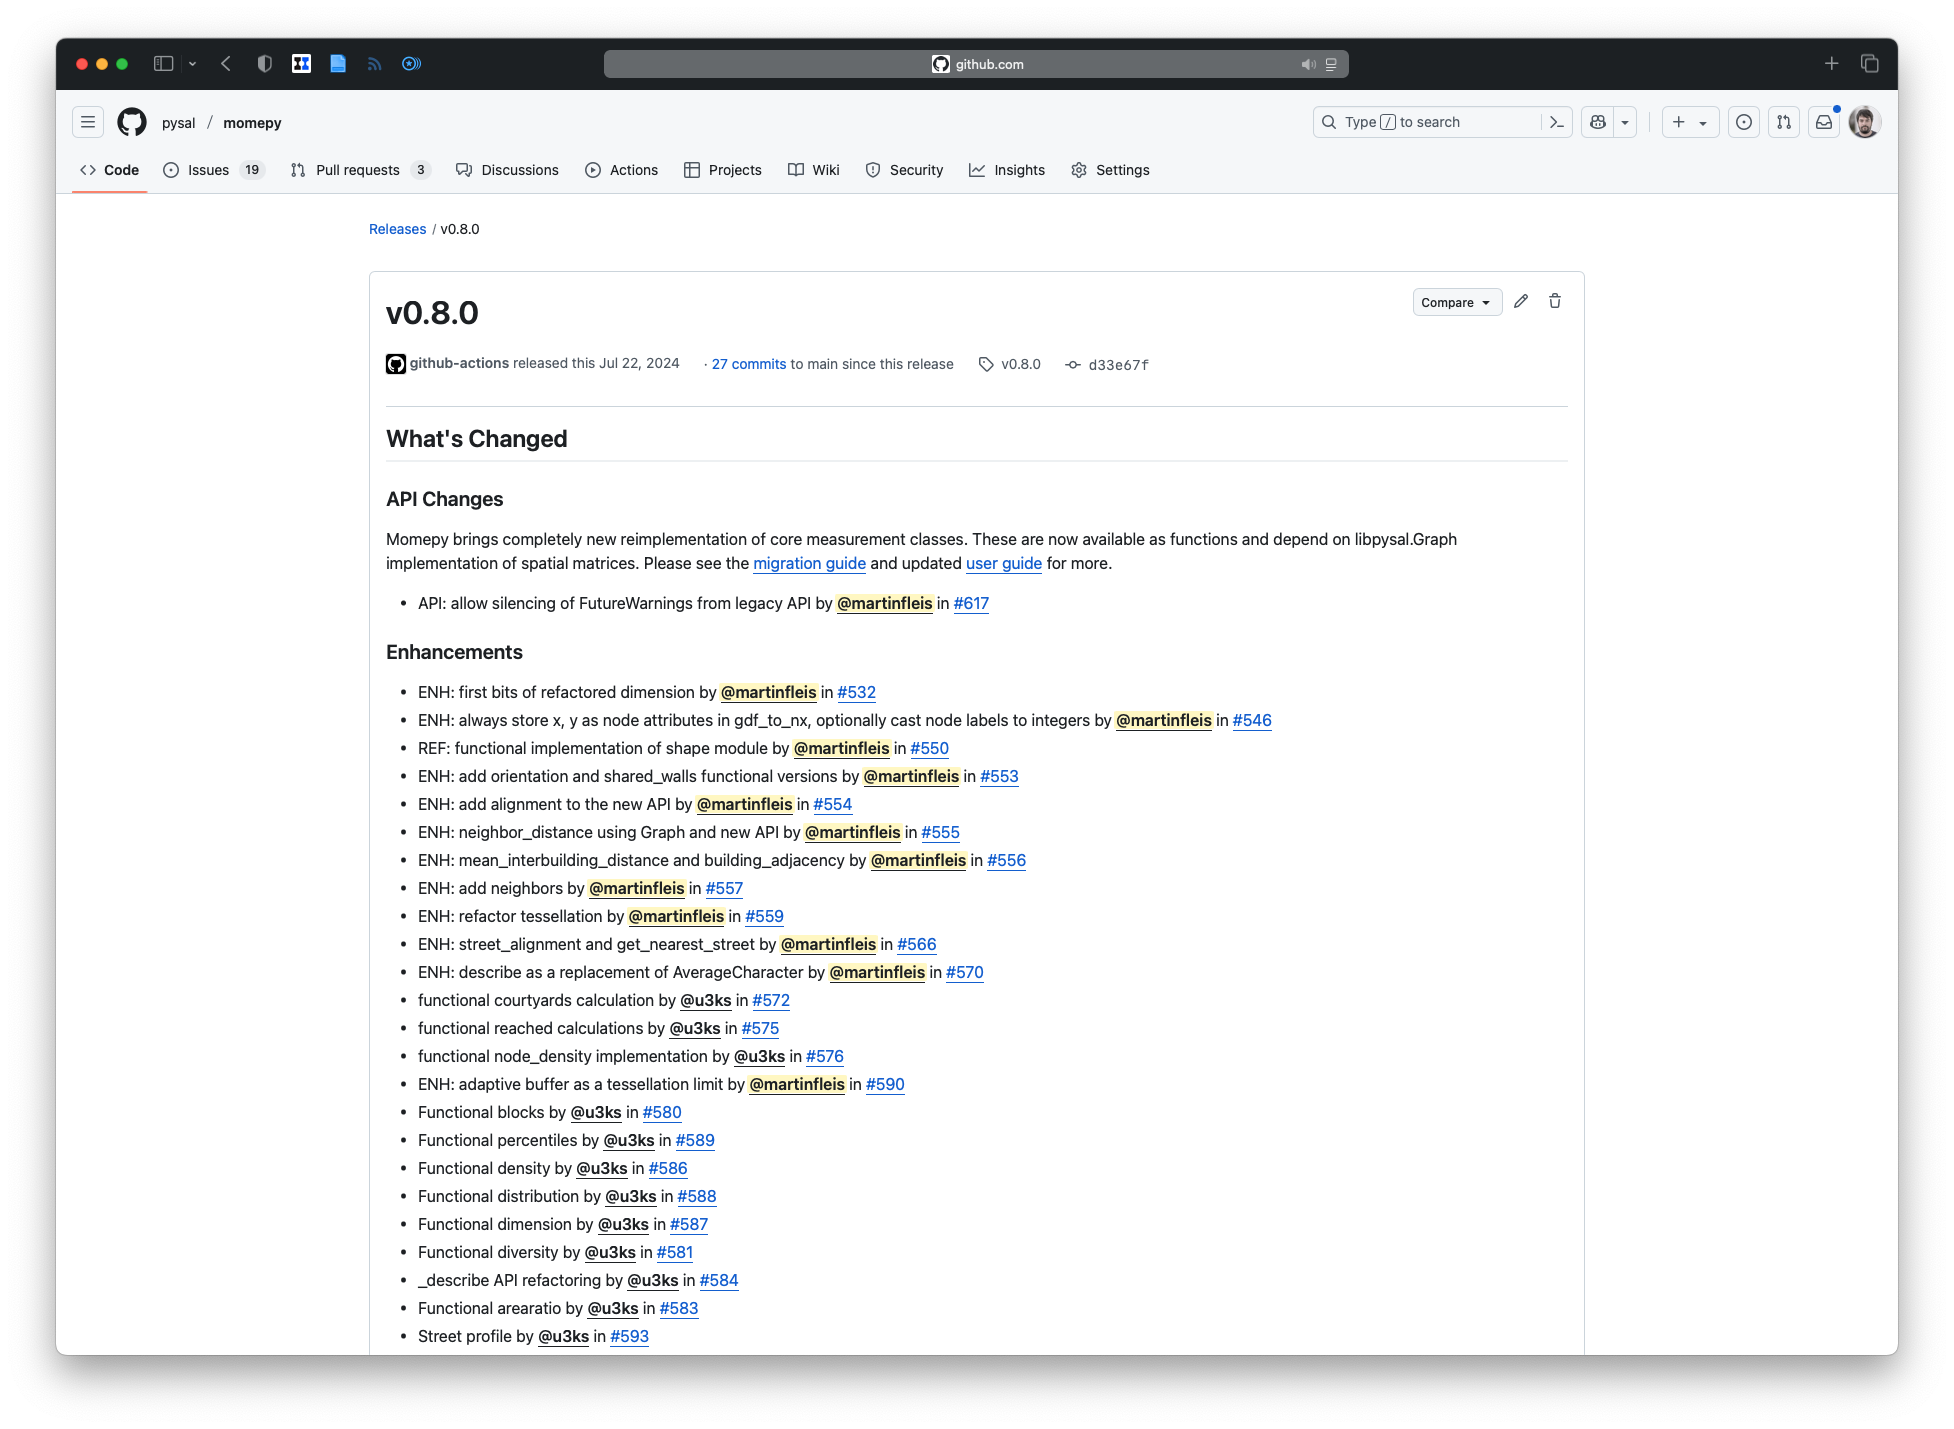 github.com
pysal / momepy
Type / to search
Code
Issues 19
Pull requests 3
Discussions
Actions
Projects
Wiki
Security
Insights
Settings
Releases / v0.8.0
v0.8.0
Compare
github-actions released this Jul 22, 2024 · 27 commits to main since this release v0.8.0 d33e67f
What's Changed
API Changes
Momepy brings completely new reimplementation of core measurement classes. These are now available as functions and depend on libpysal.Graph
implementation of spatial matrices. Please see the migration guide and updated user guide for more.
• API: allow silencing of FutureWarnings from legacy API by @martinfleis in #617
Enhancements
• ENH: first bits of refactored dimension by @martinfleis in #532
• ENH: always store x, y as node attributes in gdf_to_nx, optionally cast node labels to integers by @martinfleis in #546
• REF: functional implementation of shape module by @martinfleis in #550
• ENH: add orientation and shared_walls functional versions by @martinfleis in #553
• ENH: add alignment to the new API by @martinfleis in #554
• ENH: neighbor_distance using Graph and new API by @martinfleis in #555
• ENH: mean_interbuilding_distance and building_adjacency by @martinfleis in #556
• ENH: add neighbors by @martinfleis in #557
• ENH: refactor tessellation by @martinfleis in #559
• ENH: street_alignment and get_nearest_street by @martinfleis in #566
• ENH: describe as a replacement of AverageCharacter by @martinfleis in #570
• functional courtyards calculation by @u3ks in #572
• functional reached calculations by @u3ks in #575
• functional node_density implementation by @u3ks in #576
• ENH: adaptive buffer as a tessellation limit by @martinfleis in #590
• Functional blocks by @u3ks in #580
• Functional percentiles by @u3ks in #589
• Functional density by @u3ks in #586
• Functional distribution by @u3ks in #588
• Functional dimension by @u3ks in #587
• Functional diversity by @u3ks in #581
• _describe API refactoring by @u3ks in #584
• Functional arearatio by @u3ks in #583
• Street profile by @u3ks in #593